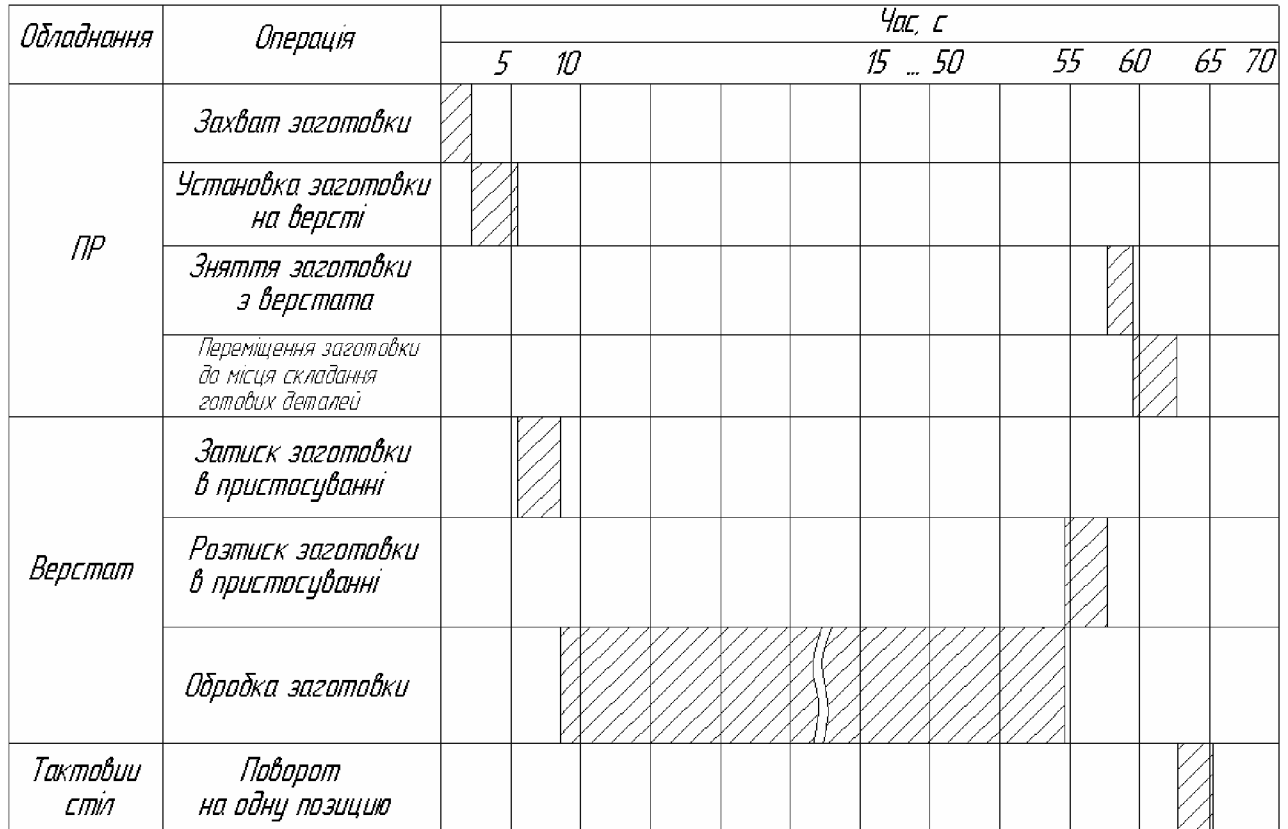 Обладнання
Операція
Час, с
5 10 15 ... 50 55 60 65 70
ПР
Захват заготовки
Установка заготовки
на версті
Зняття заготовки
з верстата
Переміщення заготовки
до місця складання
готових деталей
Верстат
Затиск заготовки
в пристосуванні
Розтиск заготовки
в пристосуванні
Обробка заготовки
Тактовии
стіл
Поворот
на одну позицию